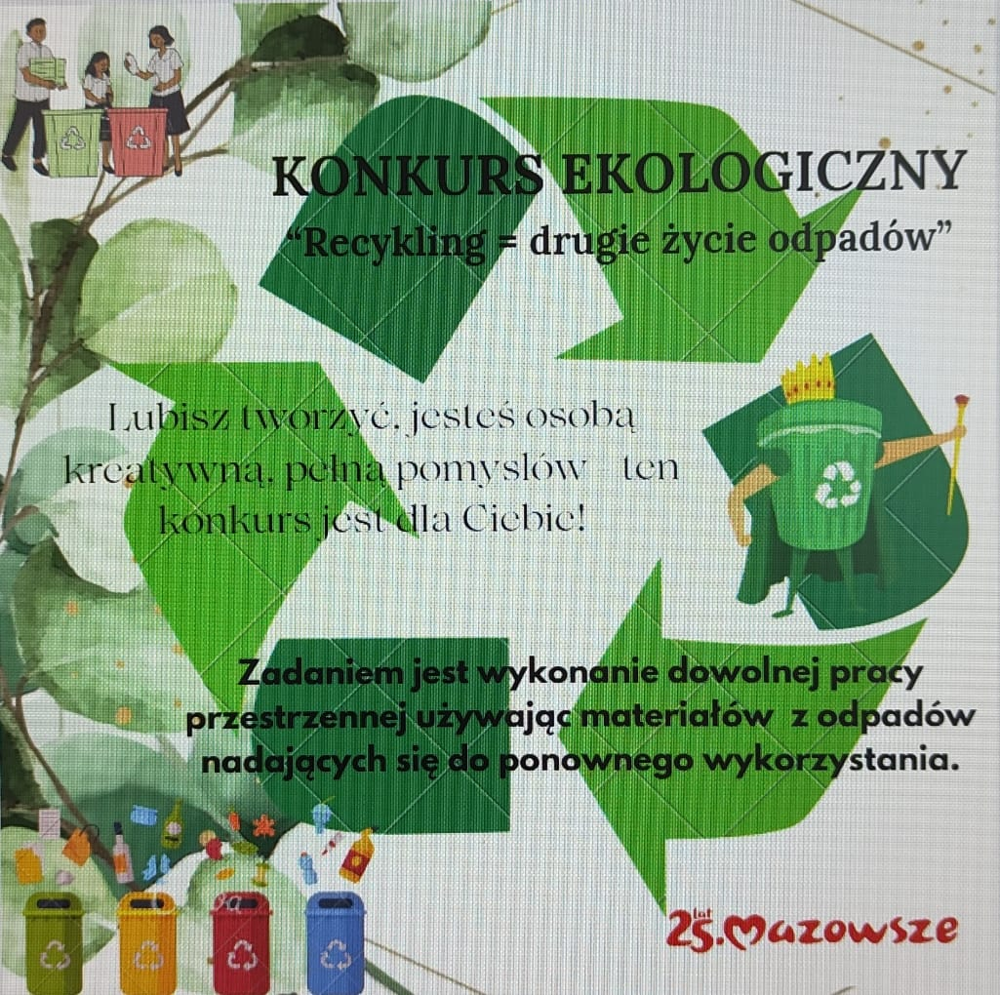 KONKURS EKOLOGICZNY
“Recykling = drugie życie odpadów”
Lubisz tworzyć, jesteś osobą
kreatywną, pełną pomysłów - ten
konkurs jest dla Ciebie!
Zadaniem jest wykonanie dowolnej pracy
przestrzennej używając materiałów z odpadów
nadających się do ponownego wykorzystania.
25 lat. Mazowsze